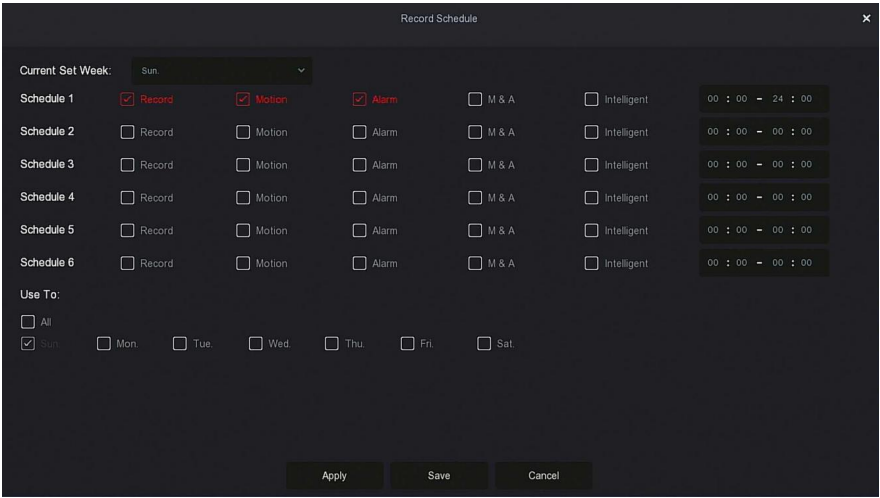 Record Schedule
Current Set Week: Sun.
Schedule 1 Record Motion Alarm M & A Intelligent 00 : 00 - 24 : 00
Schedule 2 Record Motion Alarm M & A Intelligent 00 : 00 - 00 : 00
Schedule 3 Record Motion Alarm M & A Intelligent 00 : 00 - 00 : 00
Schedule 4 Record Motion Alarm M & A Intelligent 00 : 00 - 00 : 00
Schedule 5 Record Motion Alarm M & A Intelligent 00 : 00 - 00 : 00
Schedule 6 Record Motion Alarm M & A Intelligent 00 : 00 - 00 : 00
Use To:
All
Sun. Mon. Tue. Wed. Thu. Fri. Sat.
Apply Save Cancel